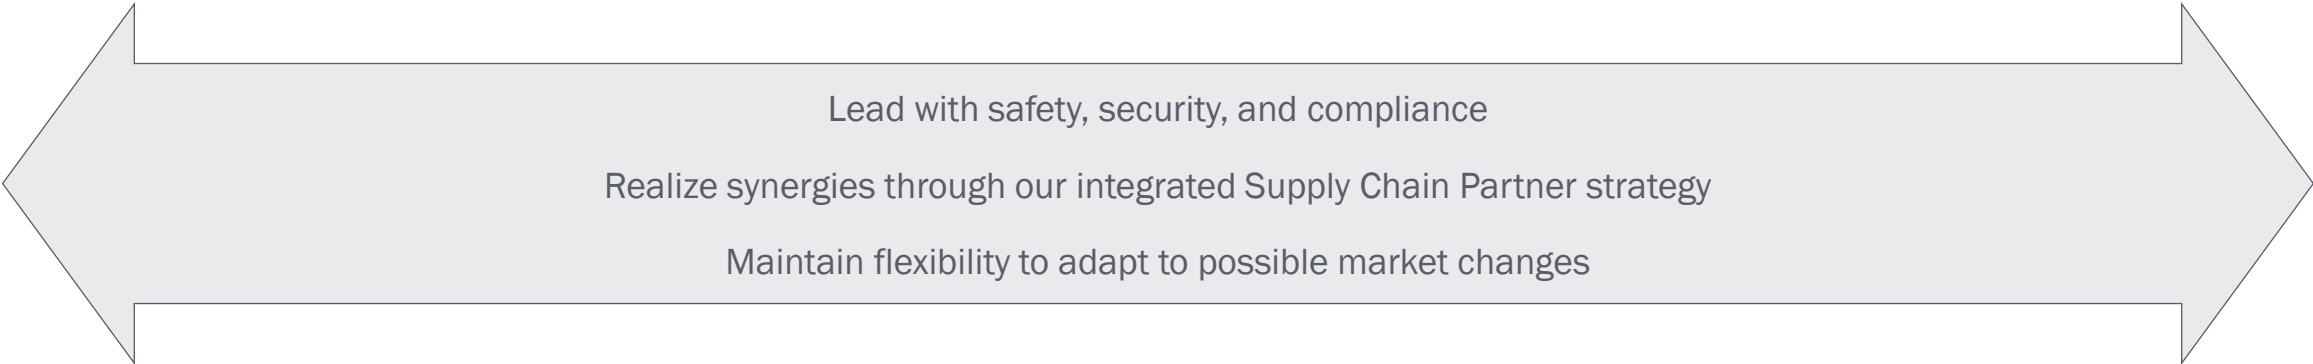 Lead with safety, security, and compliance
Realize synergies through our integrated Supply Chain Partner strategy
Maintain flexibility to adapt to possible market changes